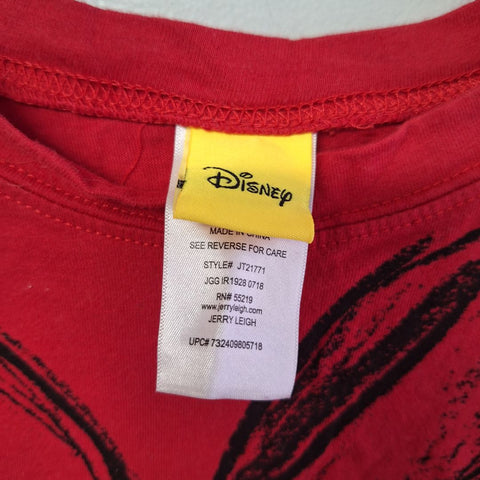 Disney
MADE IN CHINA
SEE REVERSE FOR CARE
STYLE# JT21771
JGG IR1928 0718
RN# 55219
www.jerryleigh.com
JERRY LEIGH
UPC# 732409805718